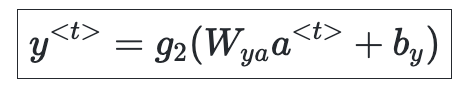 y^{<t>} = g_2(W_{ya}a^{<t>} + b_y)